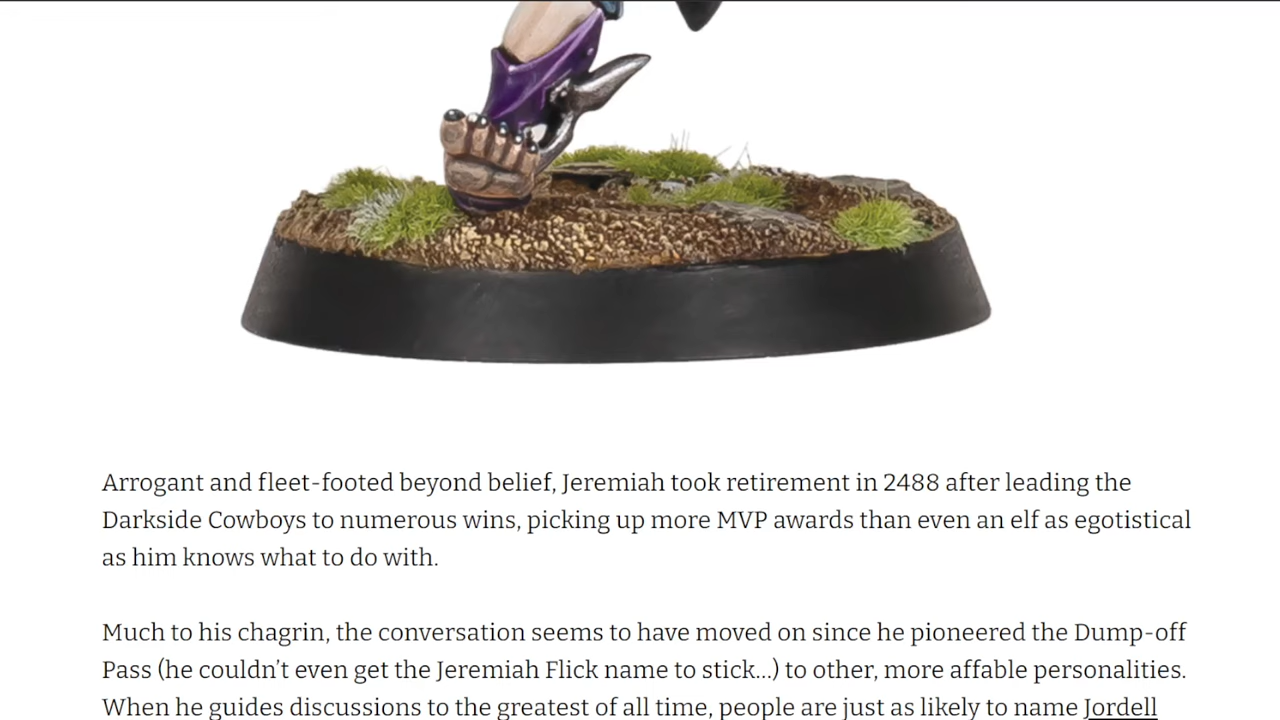 Arrogant and fleet-footed beyond belief, Jeremiah took retirement in 2488 after leading the
Darkside Cowboys to numerous wins, picking up more MVP awards than even an elf as egotistical
as him knows what to do with.
Much to his chagrin, the conversation seems to have moved on since he pioneered the Dump-off
Pass (he couldn’t even get the Jeremiah Flick name to stick…) to other, more affable personalities.
When he guides discussions to the greatest of all time, people are just as likely to name Jordell